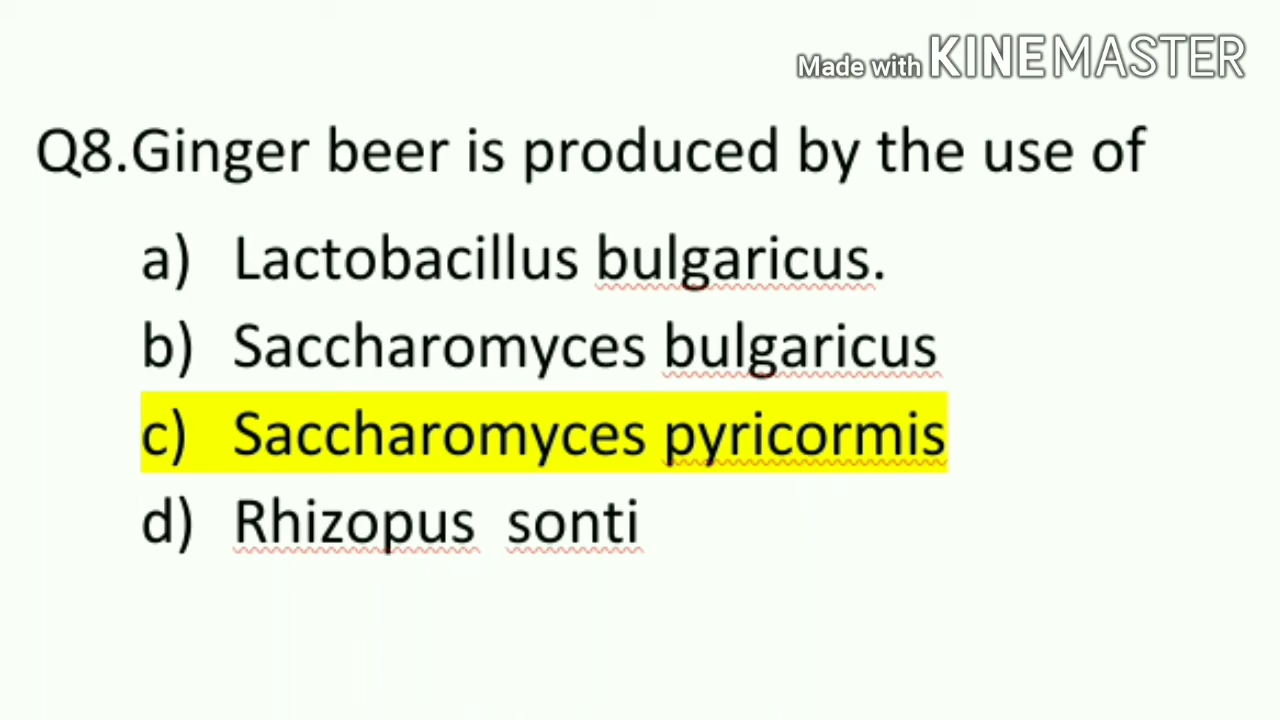 Made with KINEMASTER
Q8.Ginger beer is produced by the use of
a) Lactobacillus bulgaricus.
b) Saccharomyces bulgaricus
c) Saccharomyces pyricormis
d) Rhizopus sonti